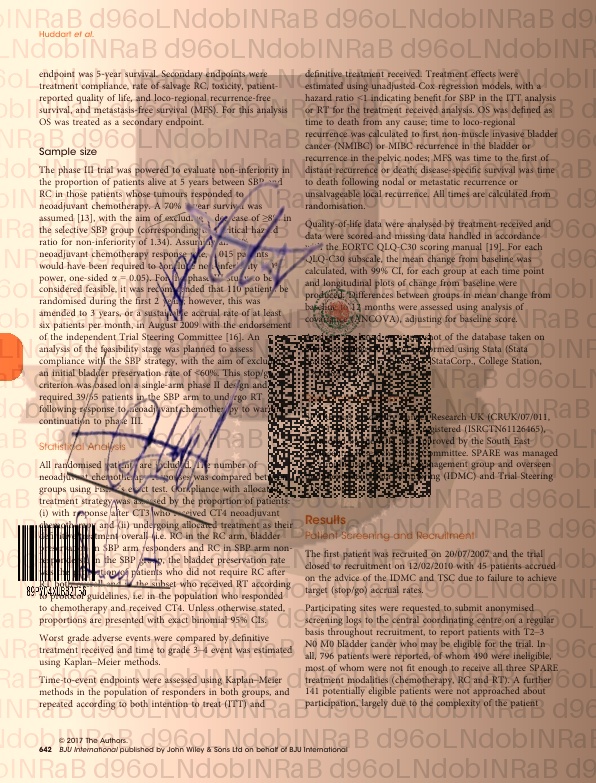 Huddart et al.
endpoint was 5-year survival. Secondary endpoints were
treatment compliance, rate of salvage RC, toxicity, patient-
reported quality of life, and loco-regional recurrence-free
survival, and metastasis-free survival (MFS). For this analysis
OS was treated as a secondary endpoint.
Sample size
The phase III trial was powered to evaluate non-inferiority in
the proportion of patients alive at 5 years between SBP and
RC in those patients whose tumours responded to
neoadjuvant chemotherapy. A 70% 5-year survival was
assumed [13], with the aim of excluding decrease of ≥8% in
the selective SBP group (corresponding critical hazard
ratio for non-inferiority of 1.34). Assuming a
neoadjuvant chemotherapy response rate, 1015 patients
would have been required to
power, one-sided α = 0.05). For the phase to be
considered feasible, it was recommended that 110 patients be
randomised during the first 2 years; however, this was
amended to 3 years, or a sustainable accrual rate of at least
six patients per month, in August 2009 with the endorsement
of the independent Trial Steering Committee [16]. An
analysis of the feasibility stage was planned to assess
compliance with the SBP strategy, with the aim of excluding
an initial bladder preservation rate of <60%. This stop/go
criterion was based on a single-arm phase II design and
required 39/55 patients in the SBP arm to undergo RT
following response to neoadjuvant chemotherapy to warrant
continuation to phase III.
Statistical Analysis
All randomised patients are included. The number of
neoadjuvant chemotherapy was compared between
groups using Fisher's exact test. Compliance with allocated
treatment strategy was assessed by the proportion of patients:
(i) with response after CT3 who received CT4 neoadjuvant
chemotherapy and (ii) undergoing allocated treatment as their
definitive treatment overall (i.e. RC in the RC arm, bladder
preservation in SBP arm responders and RC in SBP arm non-
responders). In the SBP group, the bladder preservation rate
of patients who did not require RC after
RT both and the subset who received RT according
to protocol guidelines, i.e. in the population who responded
to chemotherapy and received CT4. Unless otherwise stated,
proportions are presented with exact binomial 95% CIs.
Worst grade adverse events were compared by definitive
treatment received and time to grade 3–4 event was estimated
using Kaplan–Meier methods.
Time-to-event endpoints were assessed using Kaplan–Meier
methods in the population of responders in both groups, and
repeated according to both intention to treat (ITT) and
definitive treatment received. Treatment effects were
estimated using unadjusted Cox regression models, with a
hazard ratio <1 indicating benefit for SBP in the ITT analysis
or RT for the treatment received analysis. OS was defined as
time to death from any cause; time to loco-regional
recurrence was calculated to first non-muscle invasive bladder
cancer (NMIBC) or MIBC recurrence in the bladder or
recurrence in the pelvic nodes; MFS was time to the first of
distant recurrence or death; disease-specific survival was time
to death following nodal or metastatic recurrence or
unsalvageable local recurrence. All times are calculated from
randomisation.
Quality-of-life data were analysed by treatment received and
data were scored and missing data handled in accordance
the EORTC QLQ-C30 scoring manual [19]. For each
QLQ-C30 subscale, the mean change from baseline was
calculated, with 99% CI, for each group at each time point
and longitudinal plots of change from baseline were
produced. Differences between groups in mean change from
baseline months were assessed using analysis of
covariance (ANCOVA), adjusting for baseline score.
of the database taken on
using Stata (Stata
StataCorp., College Station,
Research UK (CRUK/07/011,
(ISRCTN61126465),
by the South East
SPARE was managed
group and overseen
(IDMC) and Trial Steering
Results
Patient Screening and Recruitment
The first patient was recruited on 20/07/2007 and the trial
closed to recruitment on 12/02/2010 with 45 patients accrued
on the advice of the IDMC and TSC due to failure to achieve
target (stop/go) accrual rates.
Participating sites were requested to submit anonymised
screening logs to the central coordinating centre on a regular
basis throughout recruitment, to report patients with T2–3
N0 M0 bladder cancer who may be eligible for the trial. In
all, 796 patients were reported, of whom 490 were ineligible,
most of whom were not fit enough to receive all three SPARE
treatment modalities (chemotherapy, RC and RT). A further
141 potentially eligible patients were not approached about
participation, largely due to the complexity of the patient
© 2017 The Authors.
642 BJU International published by John Wiley & Sons Ltd on behalf of BJU International